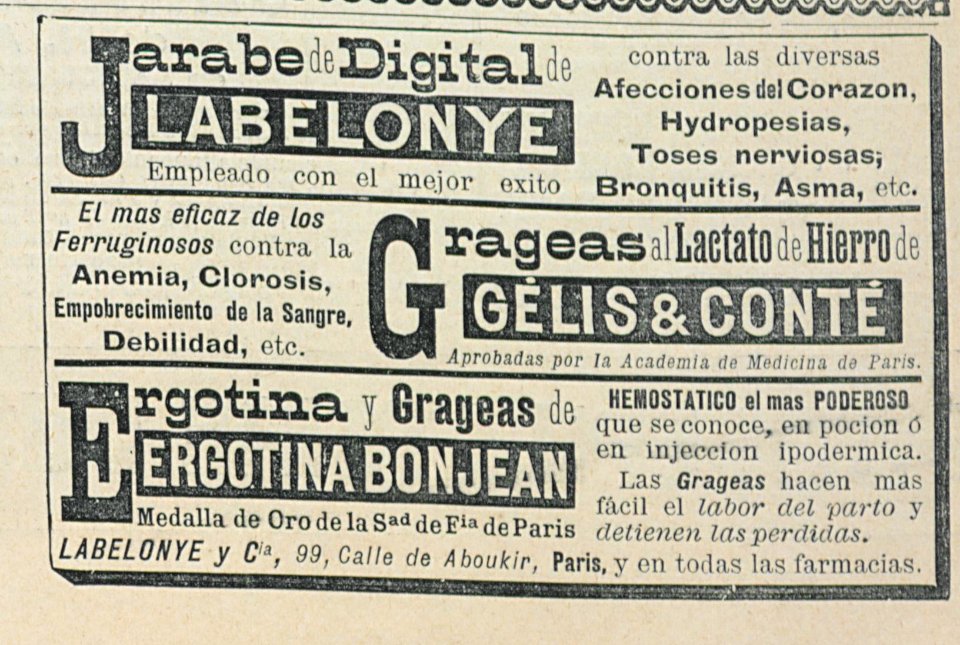 Jarabe de Digital de
LABELONYE
Empleado con el mejor exito
contra las diversas
Afecciones del Corazon,
Hydropesias,
Toses nerviosas;
Bronquitis, Asma, etc.
El mas eficaz de los
Ferruginosos contra la
Anemia, Clorosis,
Empobrecimiento de la Sangre,
Debilidad, etc.
Grageas al Lactato de Hierro de
GÉLIS & CONTÉ
Aprobadas por la Academia de Medicina de Paris.
Ergotina y Grageas de
ERGOTINA BONJEAN
Medalla de Oro de la Sad de Fia de Paris
HEMOSTATICO el mas PODEROSO
que se conoce, en pocion ó
en injeccion ipodermica.
Las Grageas hacen mas
fácil el labor del parto y
detienen las perdidas.
LABELONYE y Cia, 99, Calle de Aboukir, Paris, y en todas las farmacias.